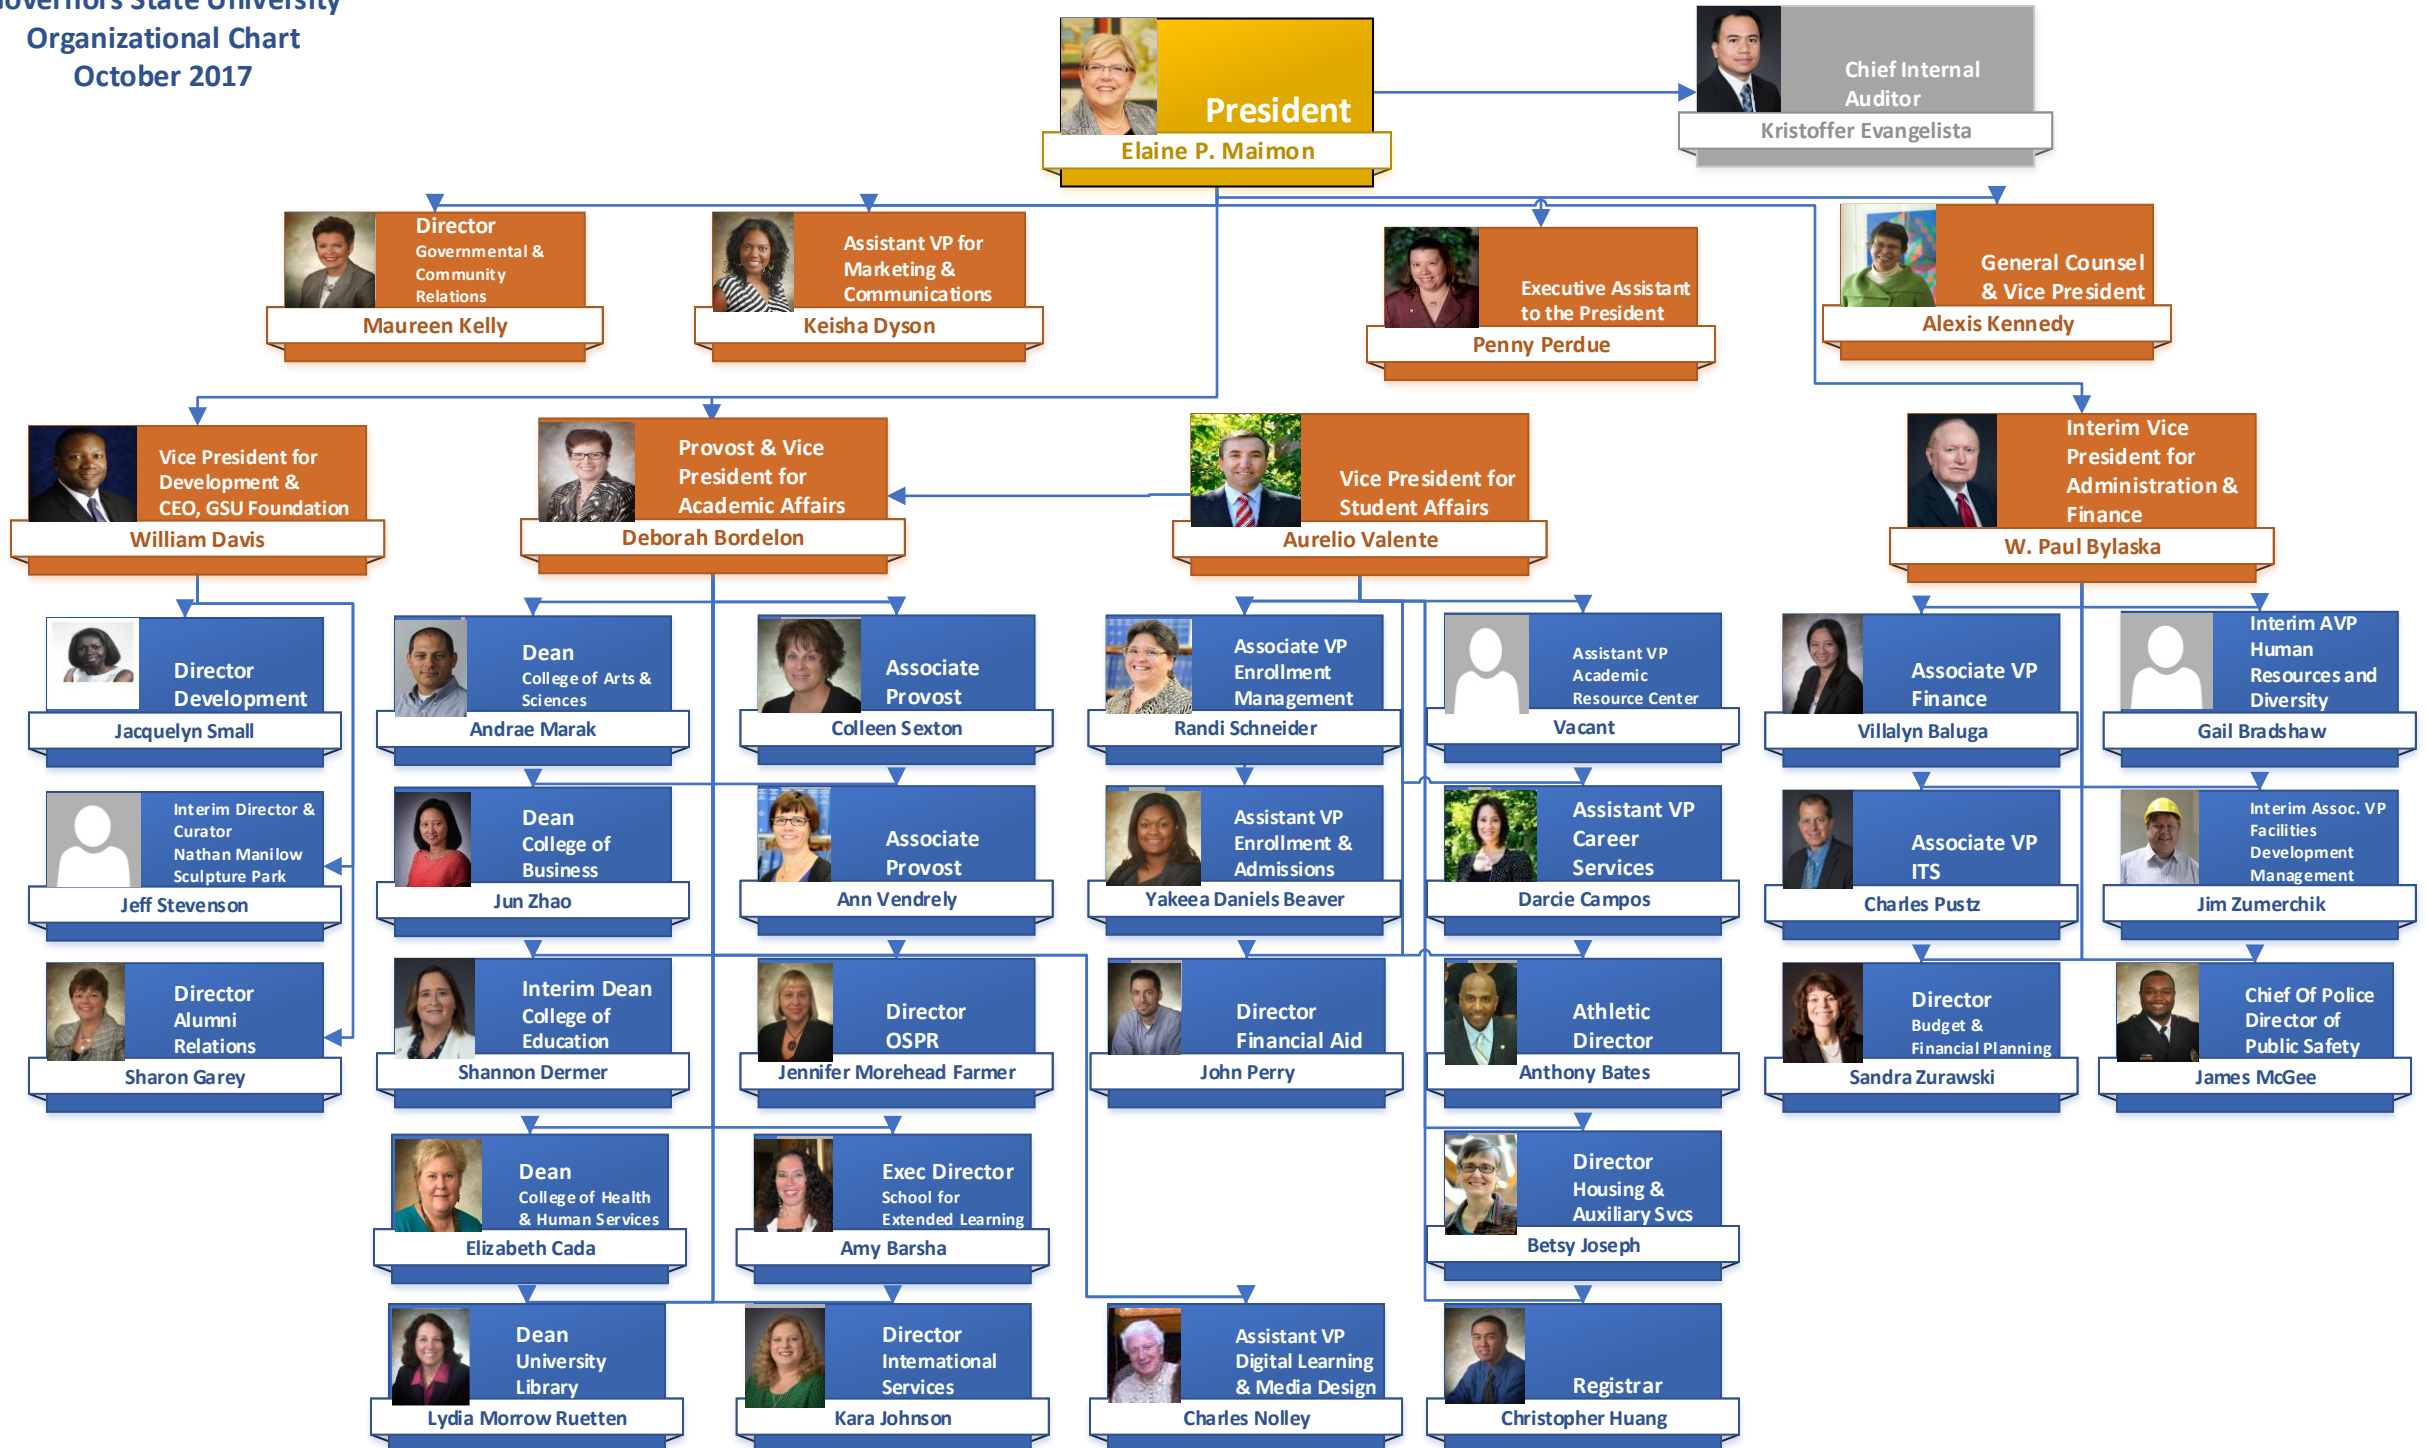 Governors State University
Organizational Chart
October 2017
President
Elaine P. Maimon
Chief Internal
Auditor
Kristoffer Evangelista
Director
Governmental &
Community
Relations
Maureen Kelly
Assistant VP for
Marketing &
Communications
Keisha Dyson
Executive Assistant
to the President
Penny Perdue
General Counsel
& Vice President
Alexis Kennedy
Vice President for
Development &
CEO, GSU Foundation
William Davis
Provost & Vice
President for
Academic Affairs
Deborah Bordelon
Vice President for
Student Affairs
Aurelio Valente
Interim Vice
President for
Administration &
Finance
W. Paul Bylaska
Director
Development
Jacquelyn Small
Dean
College of Arts &
Sciences
Andrae Marak
Associate
Provost
Colleen Sexton
Associate VP
Enrollment
Management
Randi Schneider
Assistant VP
Academic
Resource Center
Vacant
Associate VP
Finance
Villalyn Baluga
Interim AVP
Human
Resources and
Diversity
Gail Bradshaw
Interim Director &
Curator
Nathan Manilow
Sculpture Park
Jeff Stevenson
Dean
College of
Business
Jun Zhao
Associate
Provost
Ann Vendrely
Assistant VP
Enrollment &
Admissions
Yakeea Daniels Beaver
Assistant VP
Career
Services
Darcie Campos
Associate VP
ITS
Charles Pustz
Interim Assoc. VP
Facilities
Development
Management
Jim Zumerchik
Director
Alumni
Relations
Sharon Garey
Interim Dean
College of
Education
Shannon Dermer
Director
OSPR
Jennifer Morehead Farmer
Director
Financial Aid
John Perry
Athletic
Director
Anthony Bates
Director
Budget &
Financial Planning
Sandra Zurawski
Chief Of Police
Director of
Public Safety
James McGee
Dean
College of Health
& Human Services
Elizabeth Cada
Exec Director
School for
Extended Learning
Amy Barsha
Director
Housing &
Auxiliary Svcs
Betsy Joseph
Dean
University
Library
Lydia Morrow Ruetten
Director
International
Services
Kara Johnson
Assistant VP
Digital Learning
& Media Design
Charles Nolley
Registrar
Christopher Huang